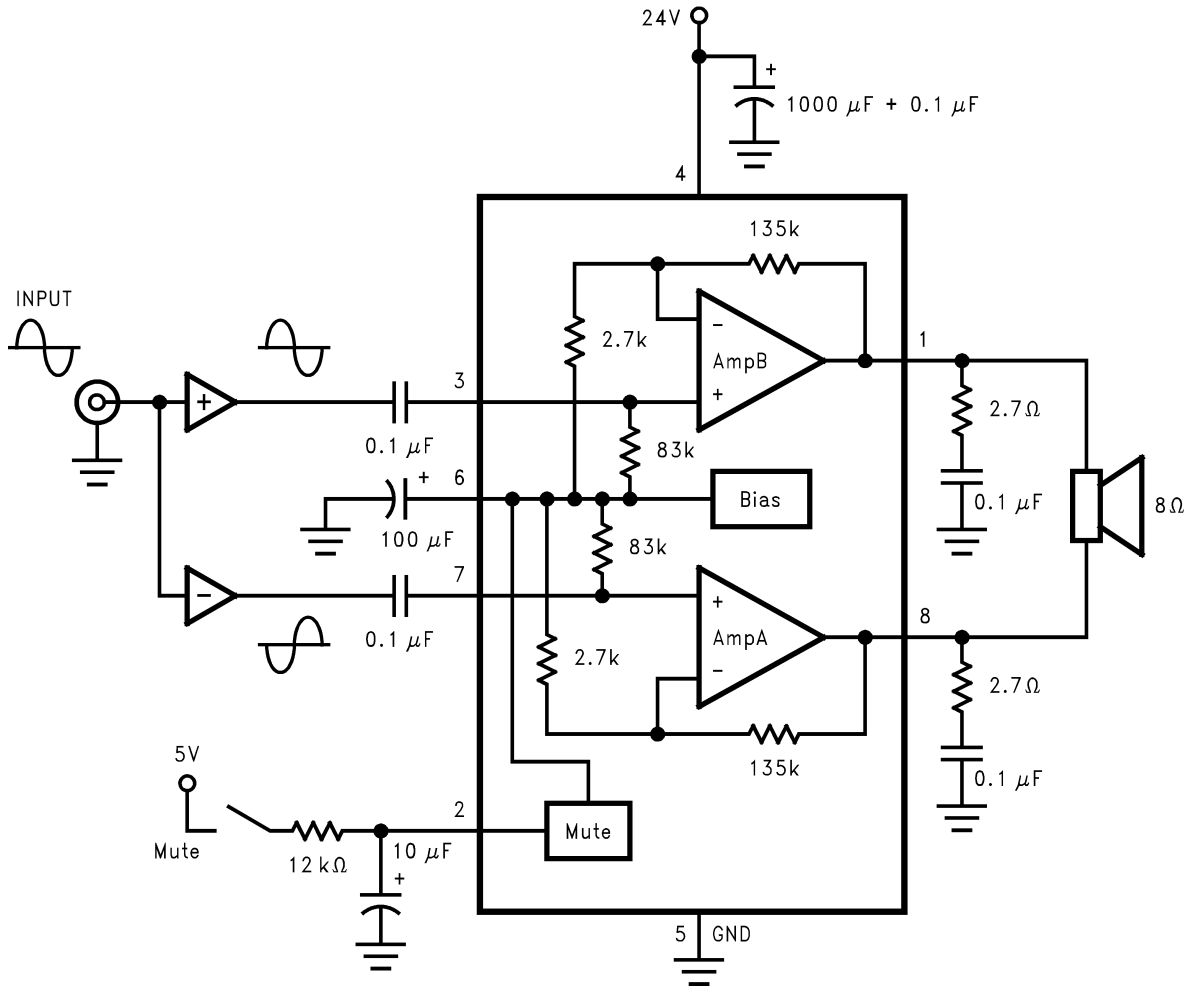 24V
+
1000 µF + 0.1 µF
4
135k
INPUT
2.7k
−
AmpB
+
1
3
+
0.1 µF
83k
2.7Ω
+
6
Bias
0.1 µF
8Ω
100 µF
83k
7
−
+
0.1 µF
AmpA
−
8
2.7k
2.7Ω
135k
0.1 µF
5V
Mute
2
Mute
12 kΩ
10 µF
+
5 GND